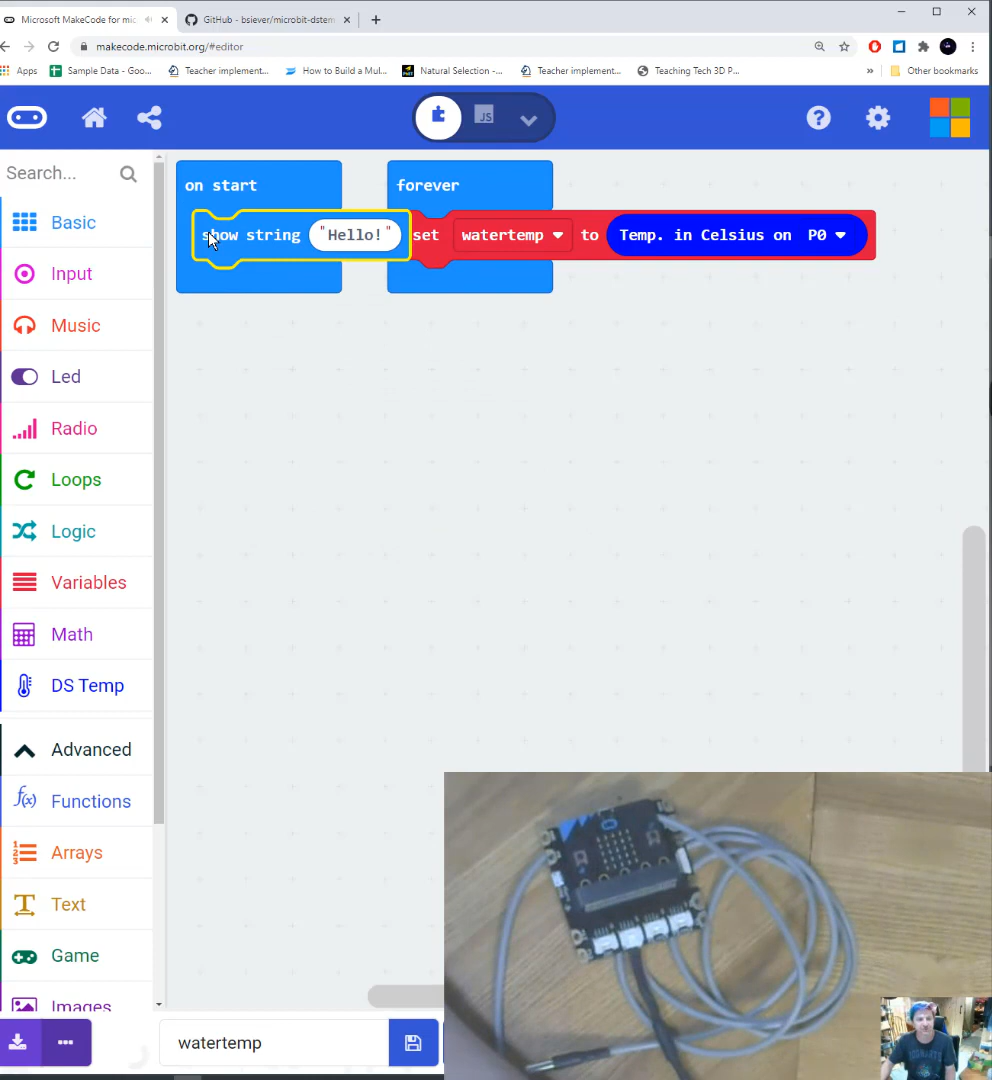 Microsoft MakeCode for mic
GitHub - bsiever/microbit-dstem
makecode.microbit.org/#editor
Apps
Sample Data - Goo...
Teacher implement...
How to Build a Mul...
Natural Selection -...
Teacher implement...
Teaching Tech 3D P...
»
Other bookmarks
JS
Search...
on start
forever
show string "Hello!"
set watertemp to Temp. in Celsius on P0
Basic
Input
Music
Led
Radio
Loops
Logic
Variables
Math
DS Temp
Advanced
f(x) Functions
Arrays
Text
Game
Images
watertemp